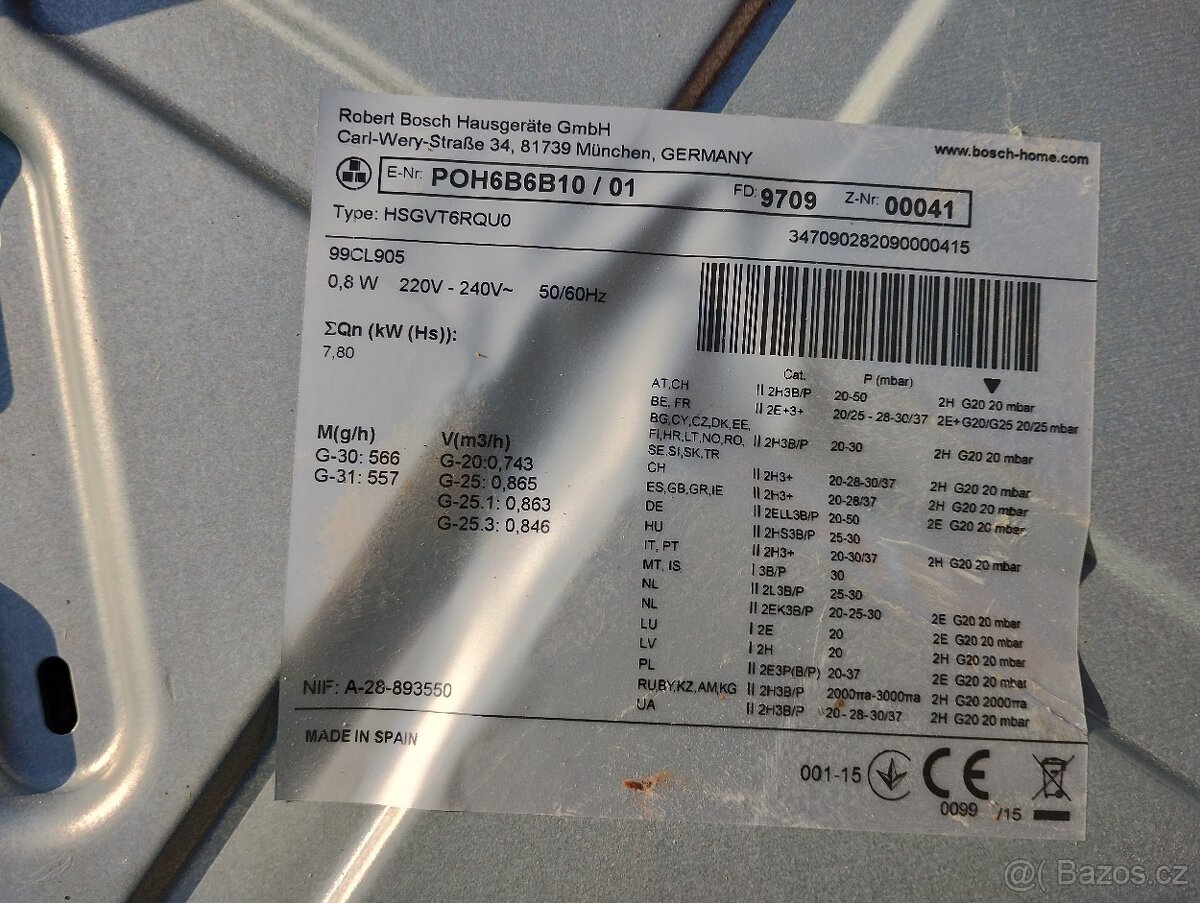 Robert Bosch Hausgeräte GmbH
Carl-Wery-Straße 34, 81739 München, GERMANY
www.bosch-home.com
E-Nr: POH6B6B10 / 01 FD: 9709 Z-Nr: 00041
Type: HSGVT6RQU0
347090282090000415
99CL905
0,8 W 220V - 240V~ 50/60Hz
ΣQn (kW (Hs)):
7,80
M(g/h)
G-30: 566
G-31: 557
V(m3/h)
G-20:0,743
G-25: 0,865
G-25.1: 0,863
G-25.3: 0,846
Cat. P (mbar)
AT,CH II 2H3B/P 20-50 2H G20 20 mbar
BE, FR II 2E+3+ 20/25 - 28-30/37 2E+G20/G25 20/25 mbar
BG,CY,CZ,DK,EE,
FI,HR,LT,NO,RO, II 2H3B/P 20-30 2H G20 20 mbar
SE,SI,SK,TR
CH II 2H3+ 20-28-30/37 2H G20 20 mbar
ES,GB,GR,IE II 2H3+ 20-28/37 2H G20 20 mbar
DE II 2ELL3B/P 20-50 2E G20 20 mbar
HU II 2HS3B/P 25-30
IT, PT II 2H3+ 20-30/37 2H G20 20 mbar
MT, IS I 3B/P 30
NL II 2L3B/P 25-30
NL II 2EK3B/P 20-25-30 2E G20 20 mbar
LU I 2E 20 2E G20 20 mbar
LV I 2H 20 2H G20 20 mbar
PL II 2E3P(B/P) 20-37 2E G20 20 mbar
RU,BY,KZ,AM,KG II 2H3B/P 2000πa-3000πa 2H G20 2000πa
UA II 2H3B/P 20 - 28-30/37 2H G20 20 mbar
NIF: A-28-893550
MADE IN SPAIN
001-15
CE
0099 /15
@( Bazos.cz